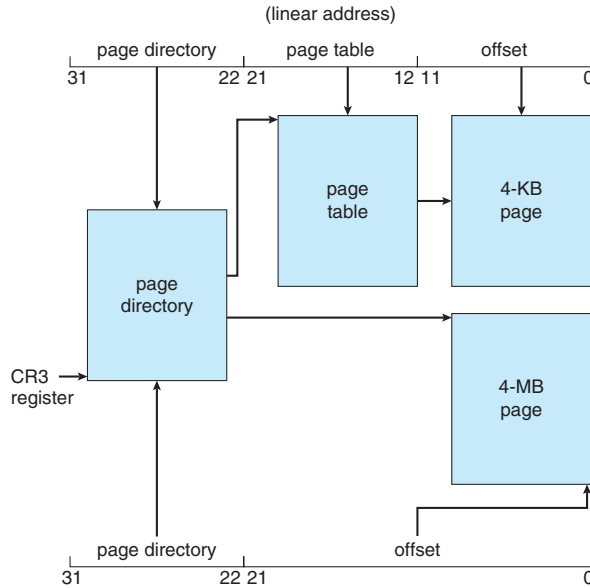 (linear address)
page directory page table offset
31 22 21 12 11 0
page
table
4-KB
page
page
directory
CR3
register
4-MB
page
page directory offset
31 22 21 0